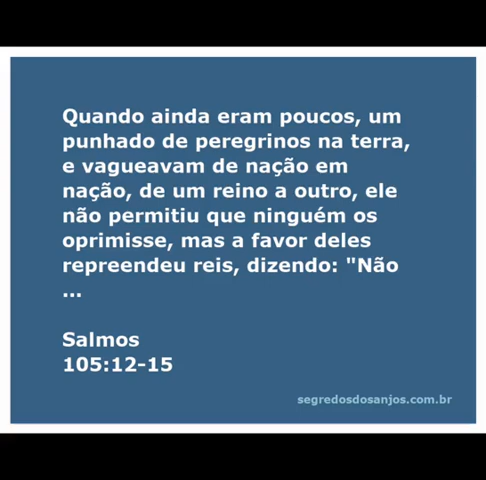 Quando ainda eram poucos, um
punhado de peregrinos na terra,
e vagueavam de nação em
nação, de um reino a outro, ele
não permitiu que ninguém os
oprimisse, mas a favor deles
repreendeu reis, dizendo: "Não
...
Salmos
105:12-15
segredosdosanjos.com.br